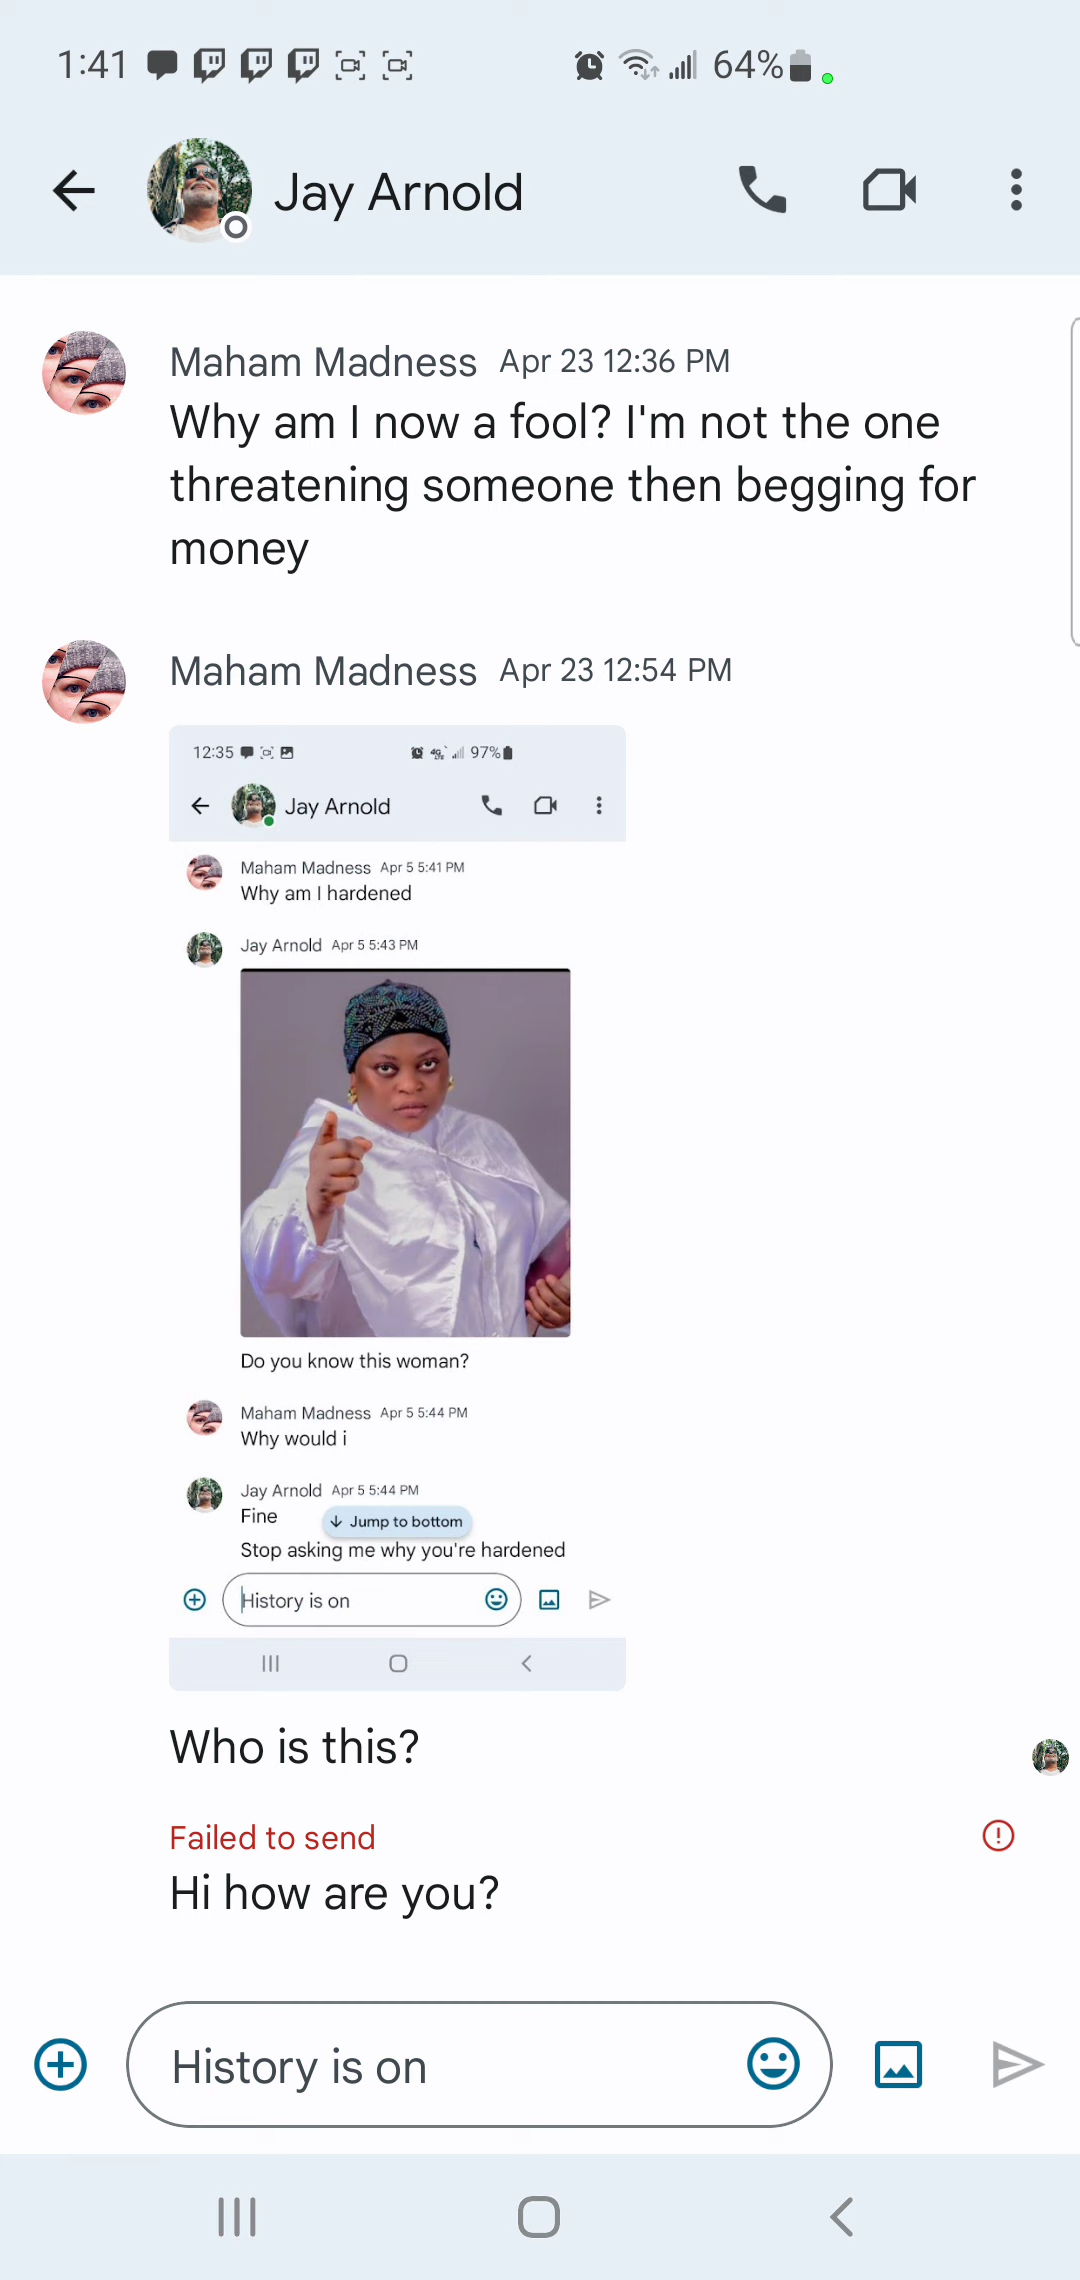 1:41 64%
Jay Arnold
Maham Madness Apr 23 12:36 PM
Why am I now a fool? I'm not the one
threatening someone then begging for
money
Maham Madness Apr 23 12:54 PM
12:35 4G 97%
Jay Arnold
Maham Madness Apr 5 5:41 PM
Why am I hardened
Jay Arnold Apr 5 5:43 PM
Do you know this woman?
Maham Madness Apr 5 5:44 PM
Why would i
Jay Arnold Apr 5 5:44 PM
Fine
Jump to bottom
Stop asking me why you're hardened
History is on
Who is this?
Failed to send
Hi how are you?
History is on